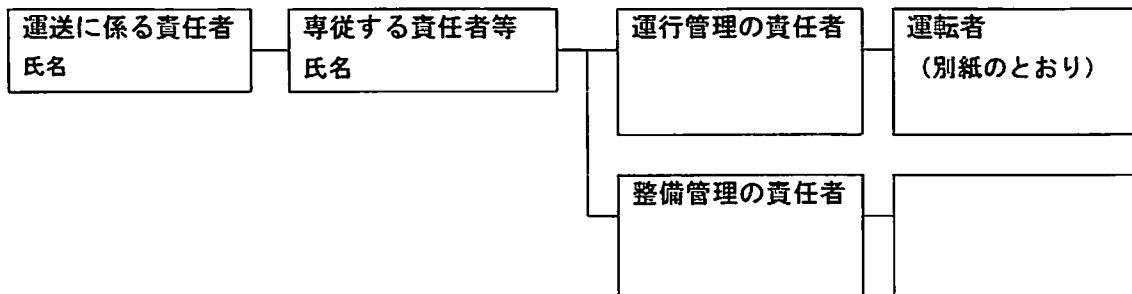 運送に係る責任者
氏名
専従する責任者等
氏名
運行管理の責任者
運転者
(別紙のとおり)
整備管理の責任者